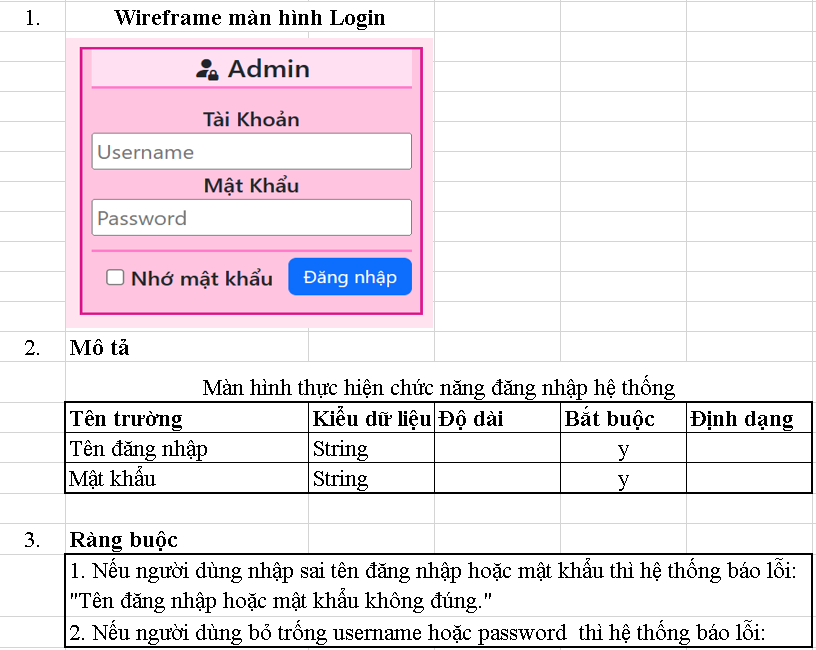 1. Wireframe màn hình Login
Admin
Tài Khoản
Username
Mật Khẩu
Password
Nhớ mật khẩu Đăng nhập
2. Mô tả
Màn hình thực hiện chức năng đăng nhập hệ thống
Tên trường Kiểu dữ liệu Độ dài Bắt buộc Định dạng
Tên đăng nhập String y
Mật khẩu String y
3. Ràng buộc
1. Nếu người dùng nhập sai tên đăng nhập hoặc mật khẩu thì hệ thống báo lỗi:
"Tên đăng nhập hoặc mật khẩu không đúng."
2. Nếu người dùng bỏ trống username hoặc password thì hệ thống báo lỗi: